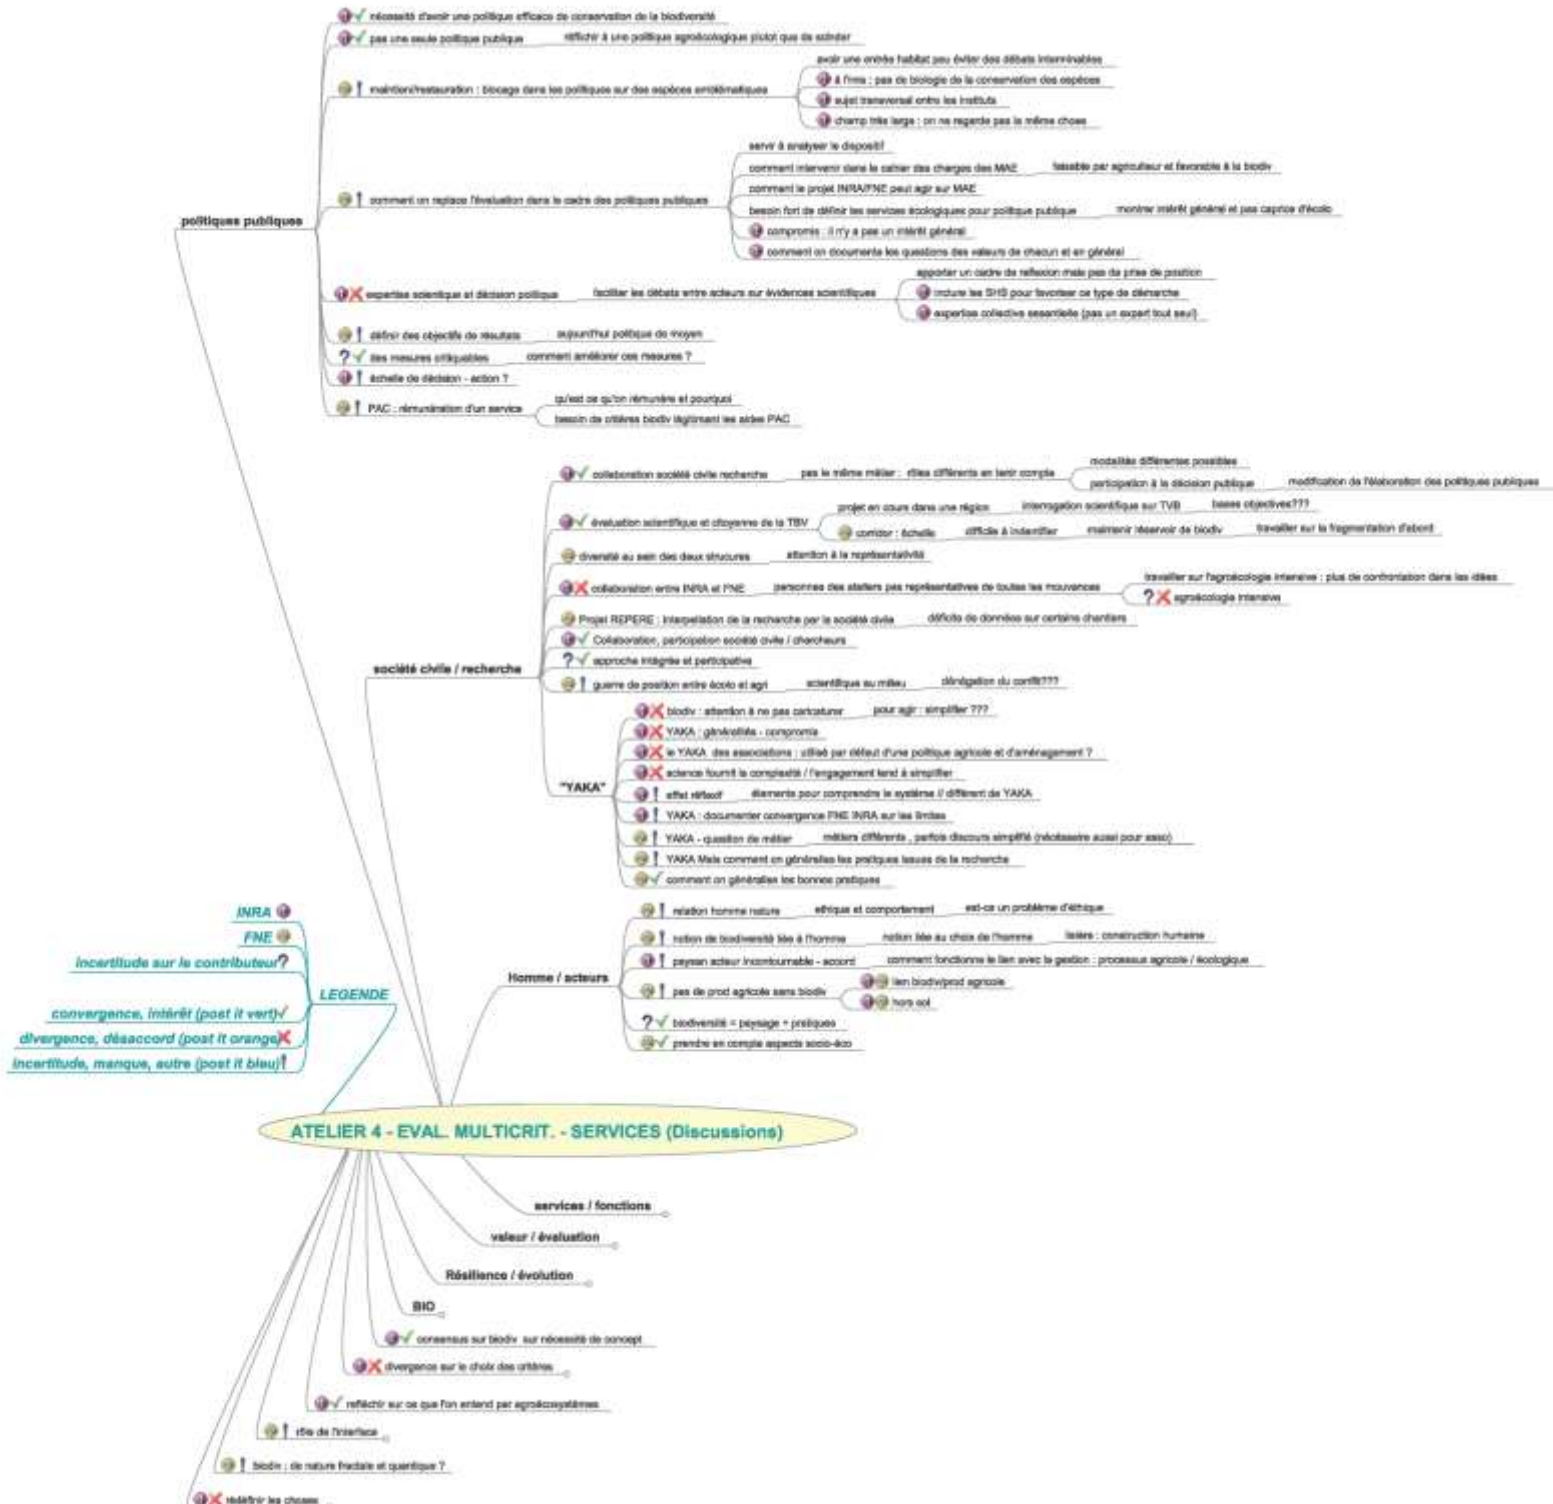 nécessité d'avoir une politique efficace de conservation de la biodiversité
pas une seule politique publique
réfléchir à une politique agroécologique plutot que de scinder
avoir une entrée habitat peu éviter des débats interminables
maintien/restauration : blocage dans les politiques sur des espèces emblématiques
à l'inra : pas de biologie de la conservation des espèces
sujet transversal entre les instituts
champ très large : on ne regarde pas la même chose
servir à analyser le dispositif
comment intervenir dans le cahier des charges des MAE
faisable par agriculteur et favorable à la biodiv
comment le projet INRA/FNE peut agir sur MAE
comment on replace l'évaluation dans le cadre des politiques publiques
besoin fort de définir les services écologiques pour politique publique
montrer intérêt général et pas caprice d'écolo
politiques publiques
compromis : il n'y a pas un intérêt général
comment on documente les questions des valeurs de chacun et en général
apporter un cadre de reflexion mais pas de prise de position
expertise scientique et décision politique
faciliter les débats entre acteurs sur évidences scientifiques
inclure les SHS pour favoriser ce type de démarche
expertise collective essentielle (pas un expert tout seul)
définir des objectifs de résultats
aujourd'hui politique de moyen
des mesures critiquables
comment améliorer ces mesures ?
échelle de décision - action ?
PAC : rémunération d'un service
qu'est ce qu'on rémunère et pourquoi
besoin de critères biodiv légitimant les aides PAC
collaboration société civile recherche
pas le même métier : rôles différents en tenir compte
modalités différentes possibles
participation à la décision publique
modification de l'élaboration des politiques publiques
évaluation scientifique et citoyenne de la TBV
projet en cours dans une région
interrogation scientifique sur TVB
bases objectives???
corridor : échelle
difficile à indentifier
maintenir réservoir de biodiv
travailler sur la fragmentation d'abord
diversité au sein des deux strucures
attention à la représentativité
collaboration entre INRA et FNE
personnes des ateliers pas représentatives de toutes les mouvances
travailler sur l'agroécologie intensive : plus de confrontation dans les idées
agroécologie intensive
Projet REPERE : Interpellation de la recherche par la société civile
déficits de données sur certains chantiers
Collaboration, participation société civile / chercheurs
société civile / recherche
approche intégrée et participative
guerre de position entre écolo et agri
scientifique au milieu
dénégation du conflit???
biodiv : attention à ne pas caricaturer
pour agir : simplifier ???
YAKA : généralités - compromis
le YAKA des associations : utilisé par défaut d'une politique agricole et d'aménagement ?
science fournit la complexité / l'engagement tend à simplifier
"YAKA"
effet réflexif
élements pour comprendre le système // différent de YAKA
YAKA : documenter convergence FNE INRA sur les limites
YAKA - question de métier
métiers différents , parfois discours simplifié (nécéssaire aussi pour asso)
YAKA Mais comment on généralise les pratiques issues de la recherche
comment on généralise les bonnes pratiques
INRA
FNE
incertitude sur le contributeur
LEGENDE
convergence, intérêt (post it vert)
divergence, désaccord (post it orange)
incertitude, manque, autre (post it bleu)
relation homme nature
ethique et comportement
est-ce un problème d'éthique
notion de biodiversité liée à l'homme
notion liée au choix de l'homme
construction humaine
Homme / acteurs
paysan acteur incontournable - accord
comment fonctionne le lien avec la gestion : processus agricole / écologique
pas de prod agricole sans biodiv
lien biodiv/prod agricole
hors sol
biodiversité = paysage + pratiques
prendre en compte aspects socio-éco
ATELIER 4 - EVAL. MULTICRIT. - SERVICES (Discussions)
services / fonctions
valeur / évaluation
Résilience / évolution
BIO
consensus sur biodiv sur nécessité de concept
divergence sur le choix des critères
refléchir sur ce que l'on entend par agroécosystèmes
rôle de l'interface
biodiv : de nature fractale et quantique ?
redéfinir les choses